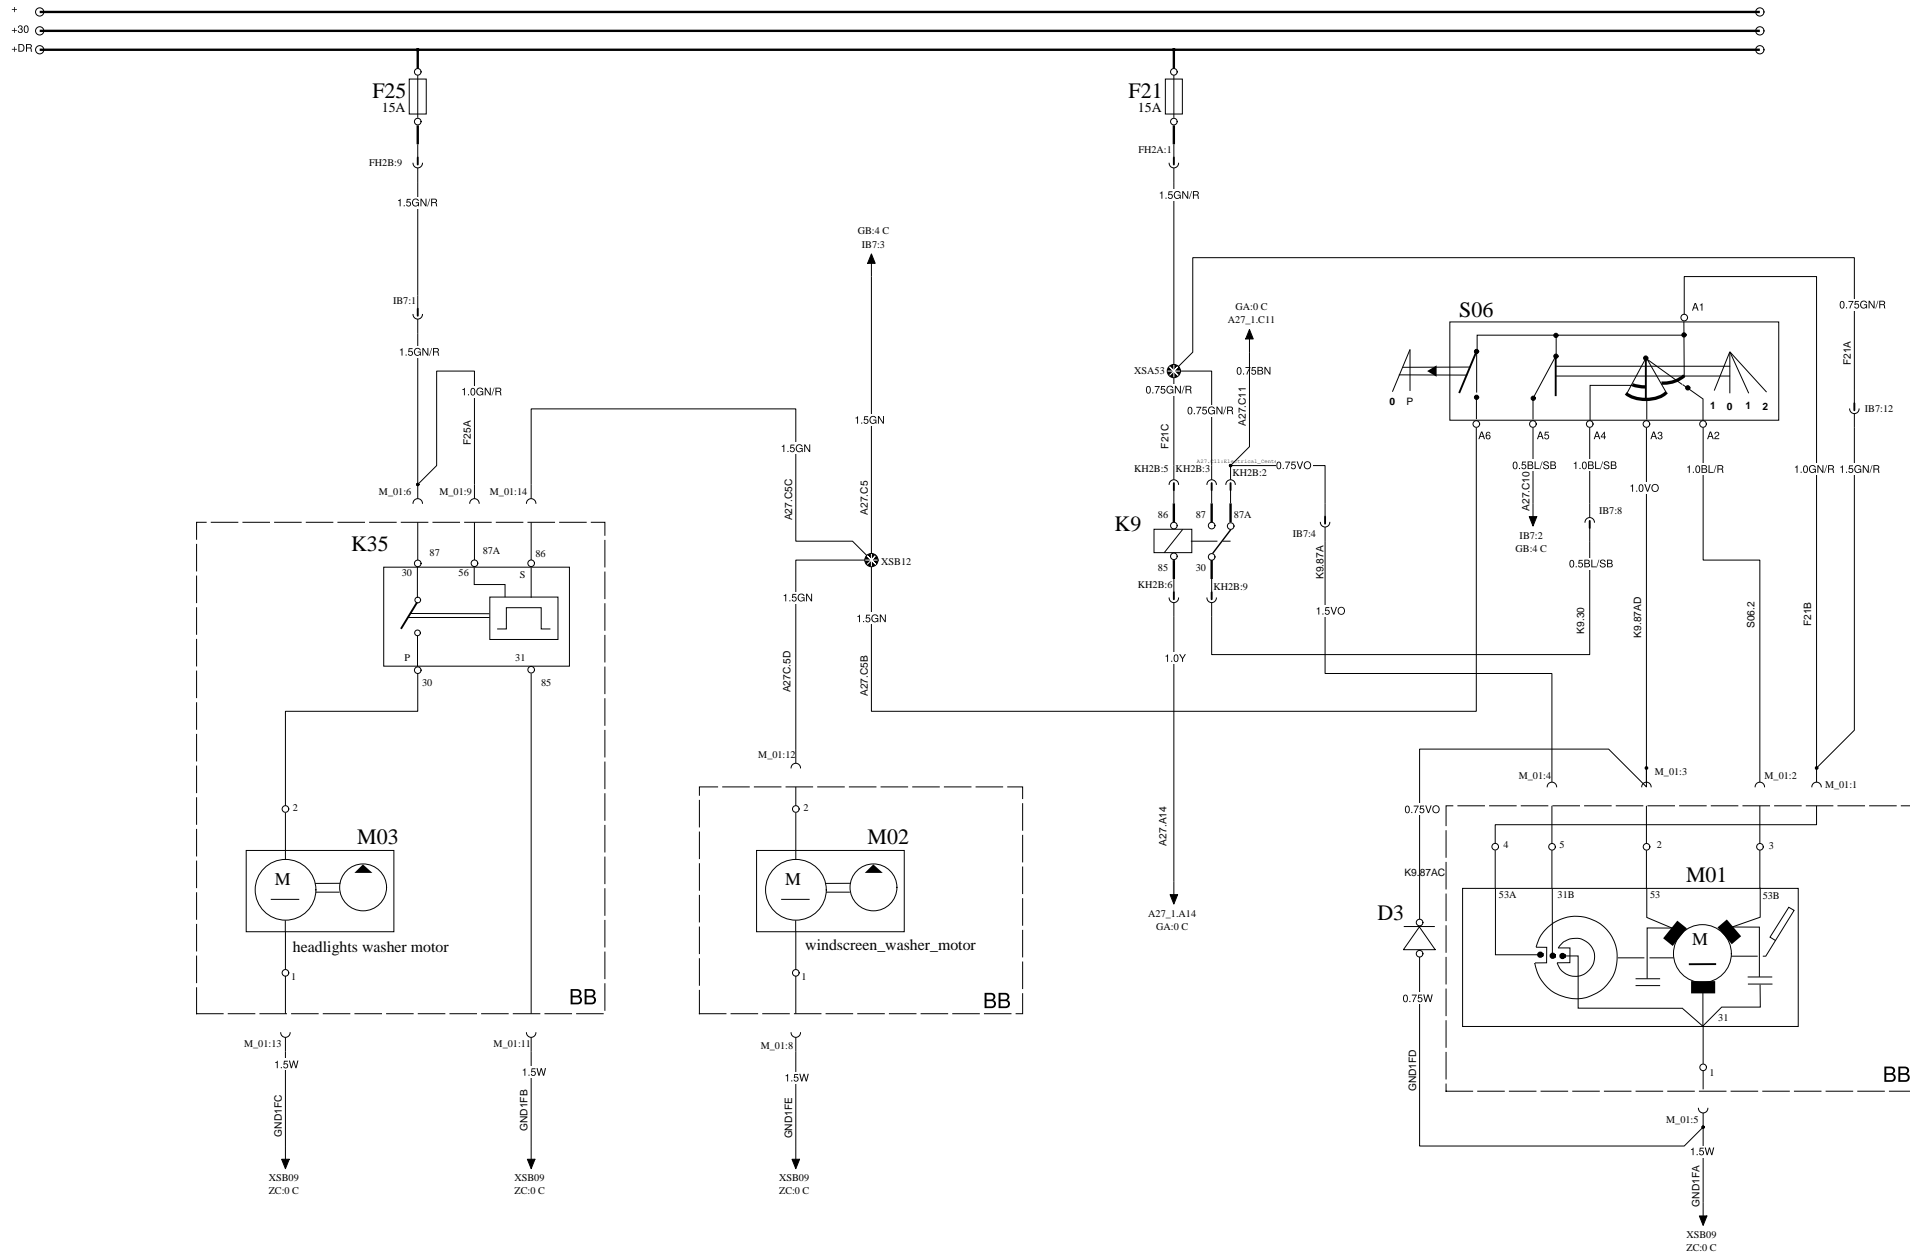 +
+30
+DR
F25
15A
F21
15A
FH2B:9
FH2A:1
1.5GN/R
1.5GN/R
GB:4 C
IB7:3
IB7:1
GA:0 C
A27_1.C11
S06
A1
0.75GN/R
F21A
1.5GN/R
XSA53
0.75BN
0.75GN/R
1.0GN/R
0.75GN/R
A27.C11
0 P
1 0 1 2
IB7:12
F25A
1.5GN
1.5GN
F21C
A6
A5
A4
A3
A2
KH2B:5
KH2B:3
KH2B:2
0.75VO
0.5BL/SB
1.0BL/SB
1.0BL/R
1.0GN/R
1.5GN/R
M_01:6
M_01:9
M_01:14
A27.C5C
A27.C5
A27.C10
1.0VO
K9
86
87
87A
IB7:4
IB7:8
IB7:2
GB:4 C
K35
87
87A
86
30
56
S
XSB12
85
30
KH2B:6
KH2B:9
K9.87A
0.5BL/SB
1.5GN
1.5GN
1.5VO
K9.30
K9.87AD
S06.2
F21B
P
31
30
85
A27C.5D
A27.C5B
1.0Y
M_01:12
M_01:4
M_01:3
M_01:2
M_01:1
2
2
0.75VO
A27.A14
M03
M02
4
5
2
3
K9.87AC
M01
M
M
53A
31B
53
53B
A27_1.A14
GA:0 C
D3
M
headlights washer motor
windscreen_washer_motor
1
1
BB
BB
0.75W
31
M_01:13
M_01:11
M_01:8
1.5W
1.5W
1.5W
GND1FD
1
BB
GND1FC
GND1FB
GND1FE
M_01:5
1.5W
XSB09
ZC:0 C
XSB09
ZC:0 C
XSB09
ZC:0 C
GND1FA
XSB09
ZC:0 C